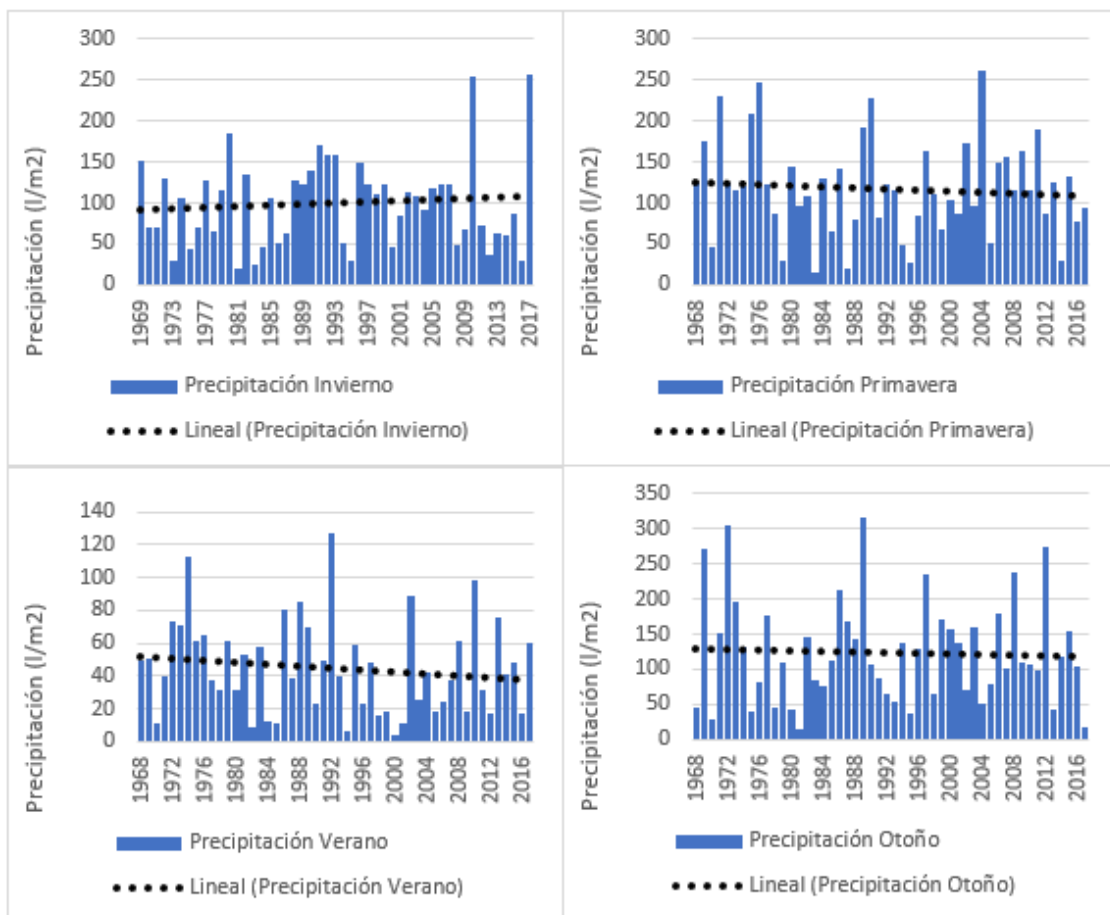 300
250
200
150
100
50
0
Precipitación (l/m2)
1969 1973 1977 1981 1985 1989 1993 1997 2001 2005 2009 2013 2017
Precipitación Invierno
Lineal (Precipitación Invierno)
300
250
200
150
100
50
0
Precipitación (l/m2)
1968 1972 1976 1980 1984 1988 1992 1996 2000 2004 2008 2012 2016
Precipitación Primavera
Lineal (Precipitación Primavera)
140
120
100
80
60
40
20
0
Precipitación (l/m2)
1968 1972 1976 1980 1984 1988 1992 1996 2000 2004 2008 2012 2016
Precipitación Verano
Lineal (Precipitación Verano)
350
300
250
200
150
100
50
0
Precipitación (l/m2)
1968 1972 1976 1980 1984 1988 1992 1996 2000 2004 2008 2012 2016
Precipitación Otoño
Lineal (Precipitación Otoño)